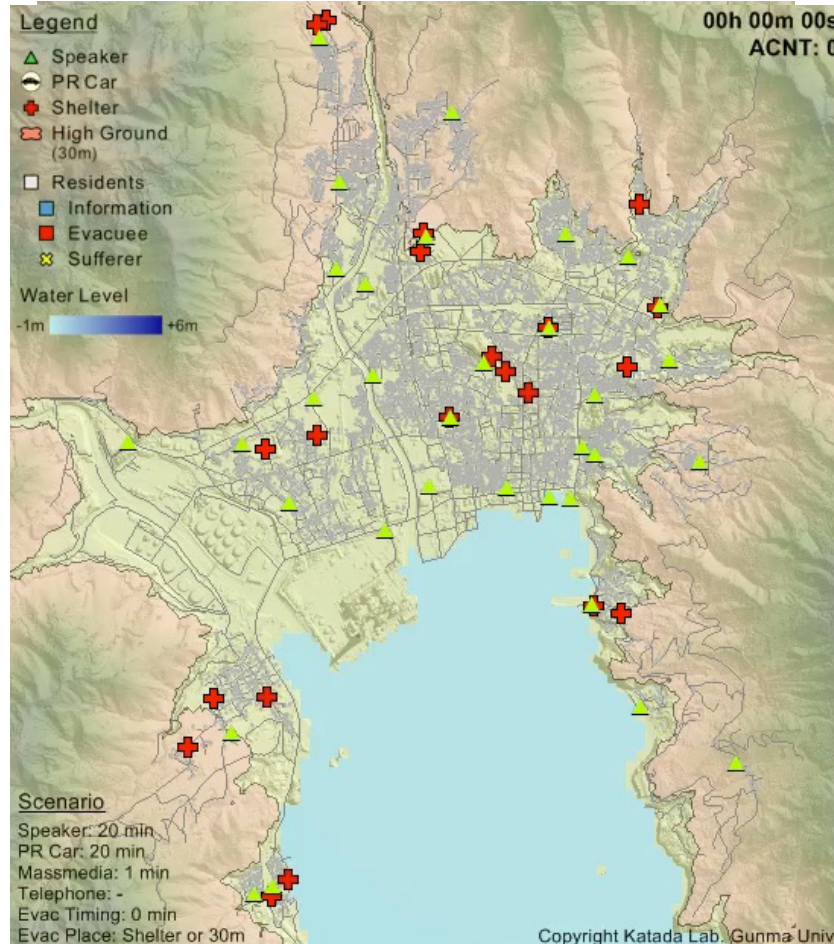 Legend
Speaker
PR Car
Shelter
High Ground
(30m)
Residents
Information
Evacuee
Sufferer
Water Level
-1m +6m
00h 00m 00s
ACNT: 0
Scenario
Speaker: 20 min
PR Car: 20 min
Massmedia: 1 min
Telephone: -
Evac Timing: 0 min
Evac Place: Shelter or 30m
Copyright Katada Lab. Gunma Univ